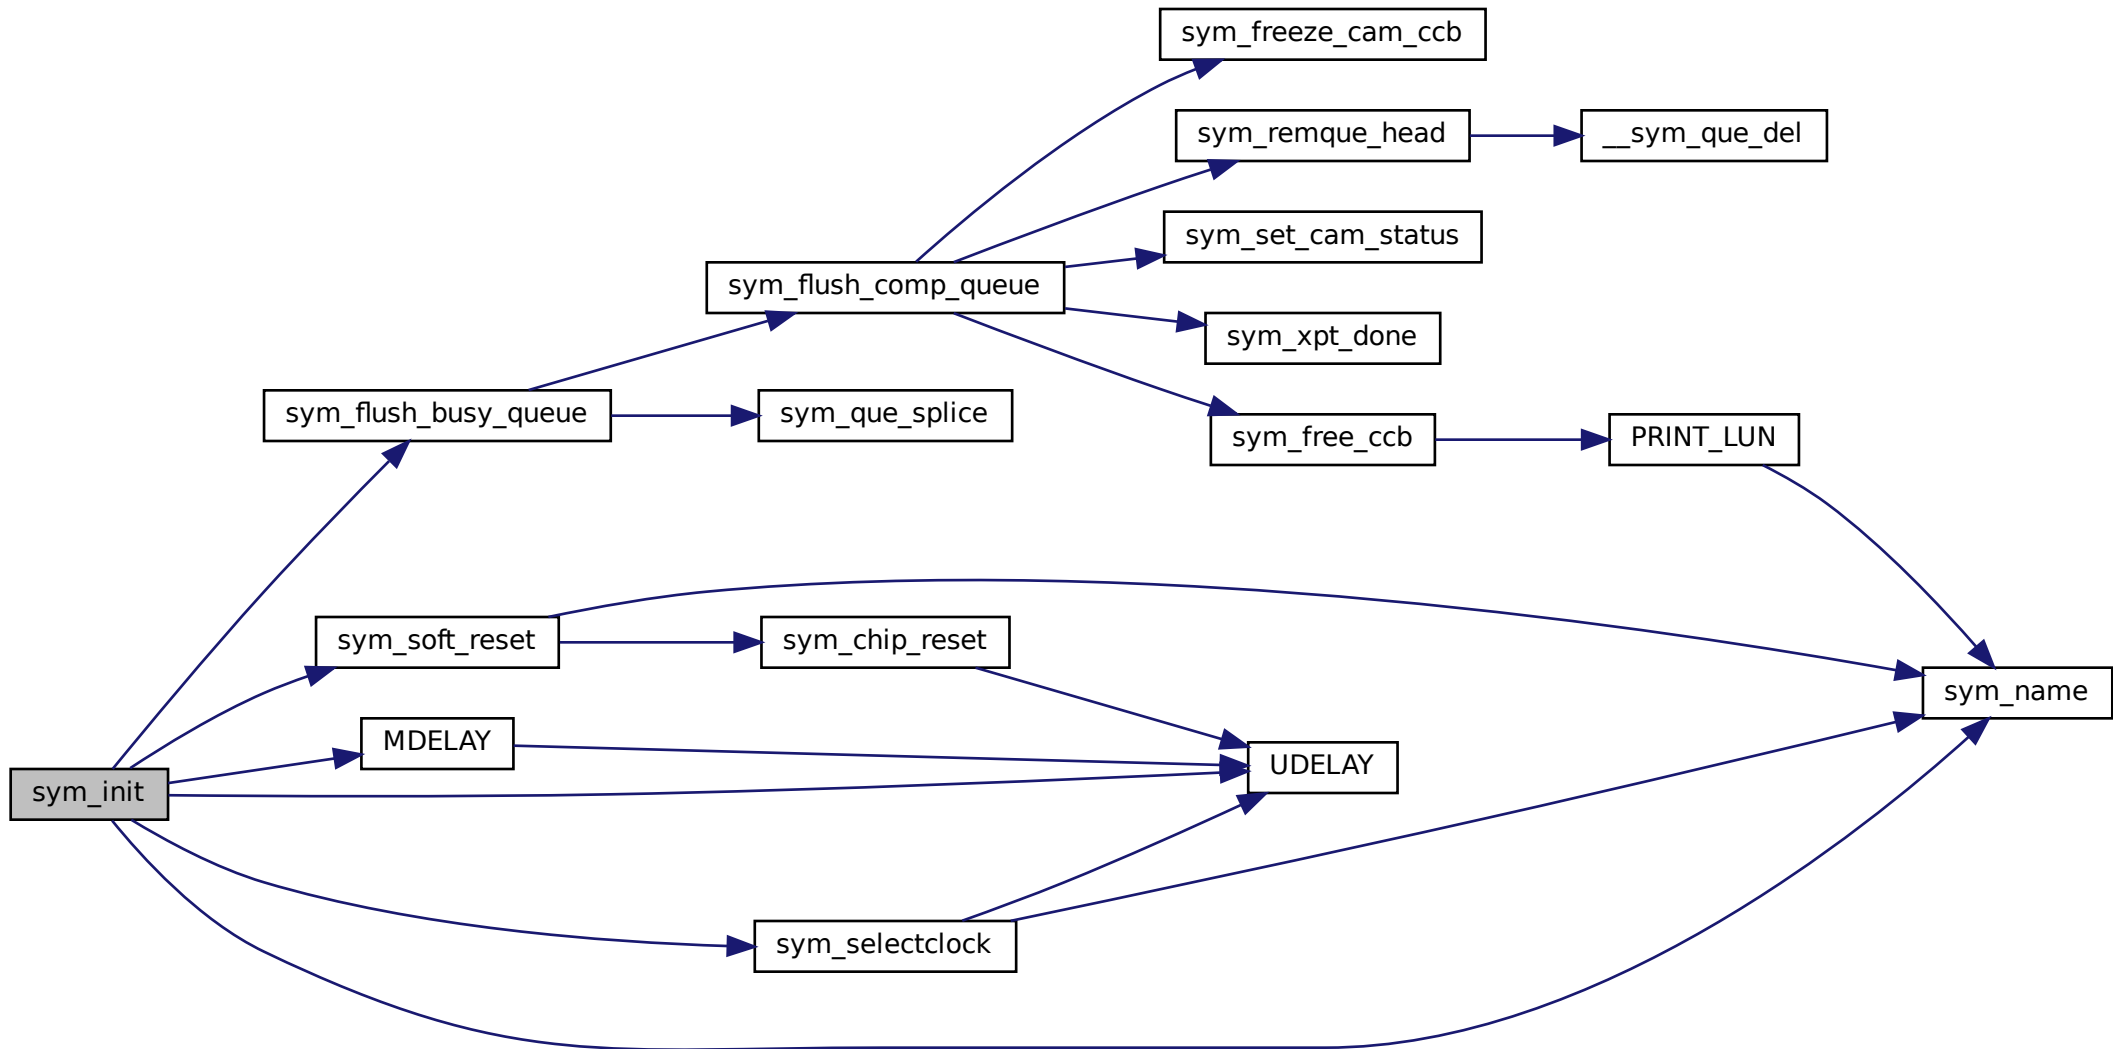 sym_freeze_cam_ccb
sym_remque_head
__sym_que_del
sym_set_cam_status
sym_flush_comp_queue
sym_xpt_done
sym_flush_busy_queue
sym_que_splice
sym_free_ccb
PRINT_LUN
sym_soft_reset
sym_chip_reset
sym_name
MDELAY
UDELAY
sym_init
sym_selectclock